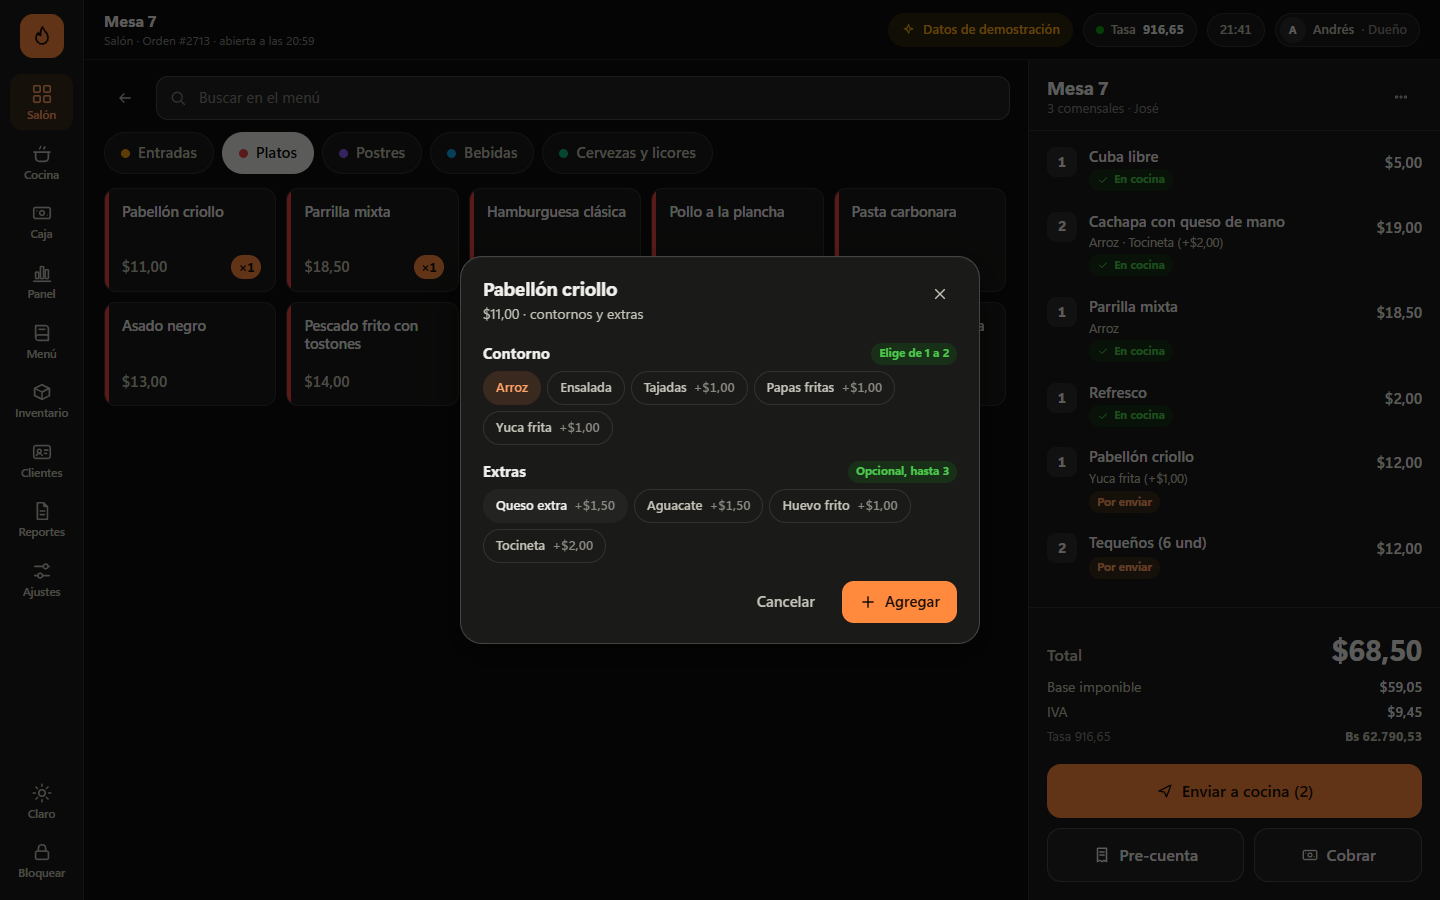 Mesa 7
Salón · Orden #2713 · abierta a las 20:59
Datos de demostración
Tasa 916,65
21:41
A Andrés · Dueño
Salón
Cocina
Caja
Panel
Menú
Inventario
Clientes
Reportes
Ajustes
Claro
Bloquear
Buscar en el menú
Entradas
Platos
Postres
Bebidas
Cervezas y licores
Pabellón criollo
$11,00
×1
Parrilla mixta
$18,50
×1
Hamburguesa clásica
Pollo a la plancha
Pasta carbonara
Asado negro
$13,00
Pescado frito con
tostones
$14,00
Pabellón criollo
$11,00 · contornos y extras
Contorno
Elige de 1 a 2
Arroz
Ensalada
Tajadas +$1,00
Papas fritas +$1,00
Yuca frita +$1,00
Extras
Opcional, hasta 3
Queso extra +$1,50
Aguacate +$1,50
Huevo frito +$1,00
Tocineta +$2,00
Cancelar
Agregar
Mesa 7
3 comensales · José
1 Cuba libre $5,00
En cocina
2 Cachapa con queso de mano $19,00
Arroz · Tocineta (+$2,00)
En cocina
1 Parrilla mixta $18,50
Arroz
En cocina
1 Refresco $2,00
En cocina
1 Pabellón criollo $12,00
Yuca frita (+$1,00)
Por enviar
2 Tequeños (6 und) $12,00
Por enviar
Total $68,50
Base imponible $59,05
IVA $9,45
Tasa 916,65 Bs 62.790,53
Enviar a cocina (2)
Pre-cuenta
Cobrar